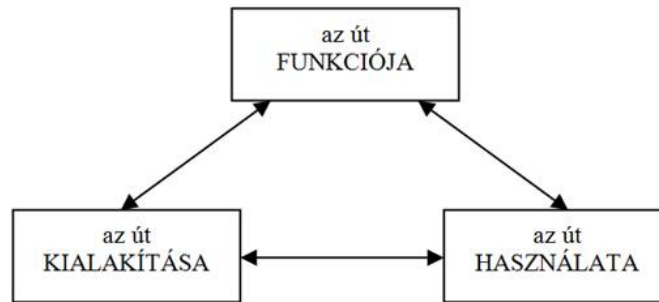 az út
FUNKCIÓJA
az út
KIALAKÍTÁSA
az út
HASZNÁLATA